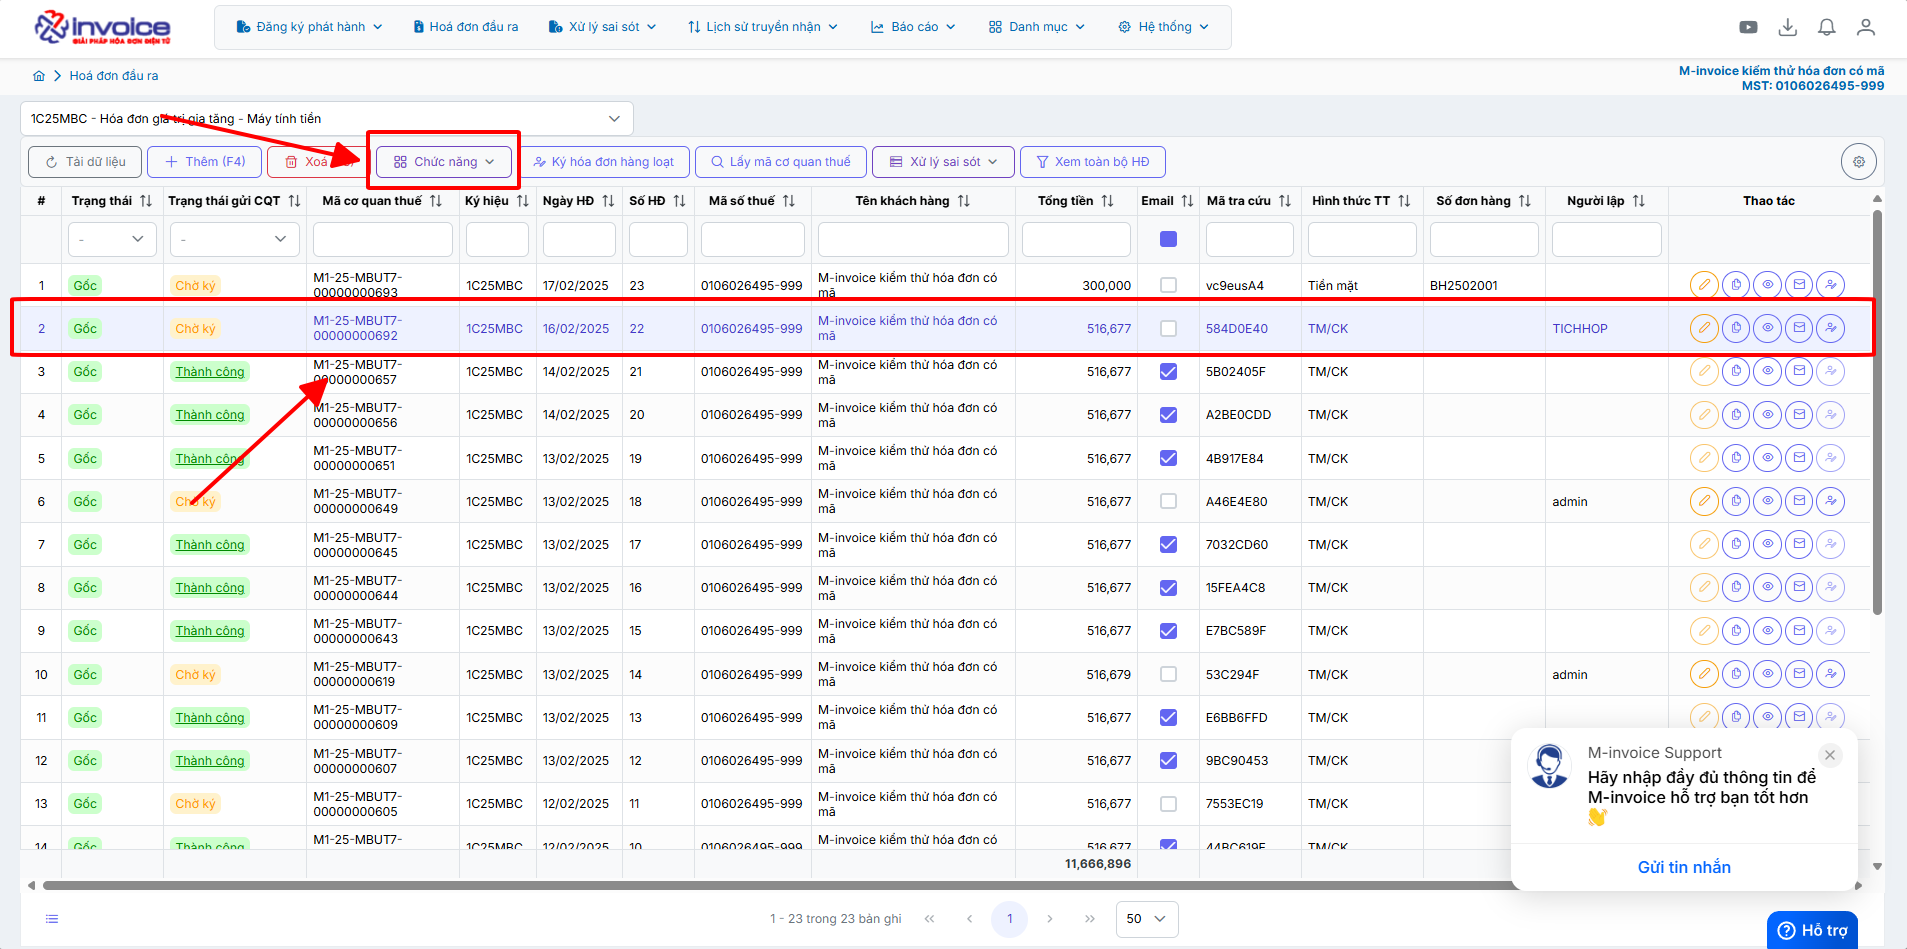 invoice
GIẢI PHÁP HÓA ĐƠN ĐIỆN TỬ
Đăng ký phát hành
Hoá đơn đầu ra
Xử lý sai sót
Lịch sử truyền nhận
Báo cáo
Danh mục
Hệ thống
Hoá đơn đầu ra
M-invoice kiểm thử hóa đơn có mã
MST: 0106026495-999
1C25MBC - Hóa đơn giá trị gia tăng - Máy tính tiền
Tải dữ liệu
Thêm (F4)
Xoá
Chức năng
Ký hóa đơn hàng loạt
Lấy mã cơ quan thuế
Xử lý sai sót
Xem toàn bộ HĐ
# Trạng thái Trạng thái gửi CQT Mã cơ quan thuế Ký hiệu Ngày HĐ Số HĐ Mã số thuế Tên khách hàng Tổng tiền Email Mã tra cứu Hình thức TT Số đơn hàng Người lập Thao tác
- -
1 Gốc Chờ ký M1-25-MBUT7-00000000693 1C25MBC 17/02/2025 23 0106026495-999 M-invoice kiểm thử hóa đơn có mã 300,000 vc9eusA4 Tiền mặt BH2502001
2 Gốc Chờ ký M1-25-MBUT7-00000000692 1C25MBC 16/02/2025 22 0106026495-999 M-invoice kiểm thử hóa đơn có mã 516,677 584D0E40 TM/CK TICHHOP
3 Gốc Thành công M1-25-MBUT7-00000000657 1C25MBC 14/02/2025 21 0106026495-999 M-invoice kiểm thử hóa đơn có mã 516,677 5B02405F TM/CK
4 Gốc Thành công M1-25-MBUT7-00000000656 1C25MBC 14/02/2025 20 0106026495-999 M-invoice kiểm thử hóa đơn có mã 516,677 A2BE0CDD TM/CK
5 Gốc Thành công M1-25-MBUT7-00000000651 1C25MBC 13/02/2025 19 0106026495-999 M-invoice kiểm thử hóa đơn có mã 516,677 4B917E84 TM/CK
6 Gốc Chờ ký M1-25-MBUT7-00000000649 1C25MBC 13/02/2025 18 0106026495-999 M-invoice kiểm thử hóa đơn có mã 516,677 A46E4E80 TM/CK admin
7 Gốc Thành công M1-25-MBUT7-00000000645 1C25MBC 13/02/2025 17 0106026495-999 M-invoice kiểm thử hóa đơn có mã 516,677 7032CD60 TM/CK
8 Gốc Thành công M1-25-MBUT7-00000000644 1C25MBC 13/02/2025 16 0106026495-999 M-invoice kiểm thử hóa đơn có mã 516,677 15FEA4C8 TM/CK
9 Gốc Thành công M1-25-MBUT7-00000000643 1C25MBC 13/02/2025 15 0106026495-999 M-invoice kiểm thử hóa đơn có mã 516,677 E7BC589F TM/CK
10 Gốc Chờ ký M1-25-MBUT7-00000000619 1C25MBC 13/02/2025 14 0106026495-999 M-invoice kiểm thử hóa đơn có mã 516,679 53C294F TM/CK admin
11 Gốc Thành công M1-25-MBUT7-00000000609 1C25MBC 13/02/2025 13 0106026495-999 M-invoice kiểm thử hóa đơn có mã 516,677 E6BB6FFD TM/CK
12 Gốc Thành công M1-25-MBUT7-00000000607 1C25MBC 13/02/2025 12 0106026495-999 M-invoice kiểm thử hóa đơn có mã 516,677 9BC90453 TM/CK
13 Gốc Chờ ký M1-25-MBUT7-00000000605 1C25MBC 12/02/2025 11 0106026495-999 M-invoice kiểm thử hóa đơn có mã 516,677 7553EC19 TM/CK
14 Gốc Thành công M1-25-MBUT7- 1C25MBC 12/02/2025 10 0106026495-999 M-invoice kiểm thử hóa đơn có 516,677 44BC619F TM/CK
11,666,896
1 - 23 trong 23 bản ghi
1
50
M-invoice Support
Hãy nhập đầy đủ thông tin để
M-invoice hỗ trợ bạn tốt hơn
Gửi tin nhắn
Hỗ trợ